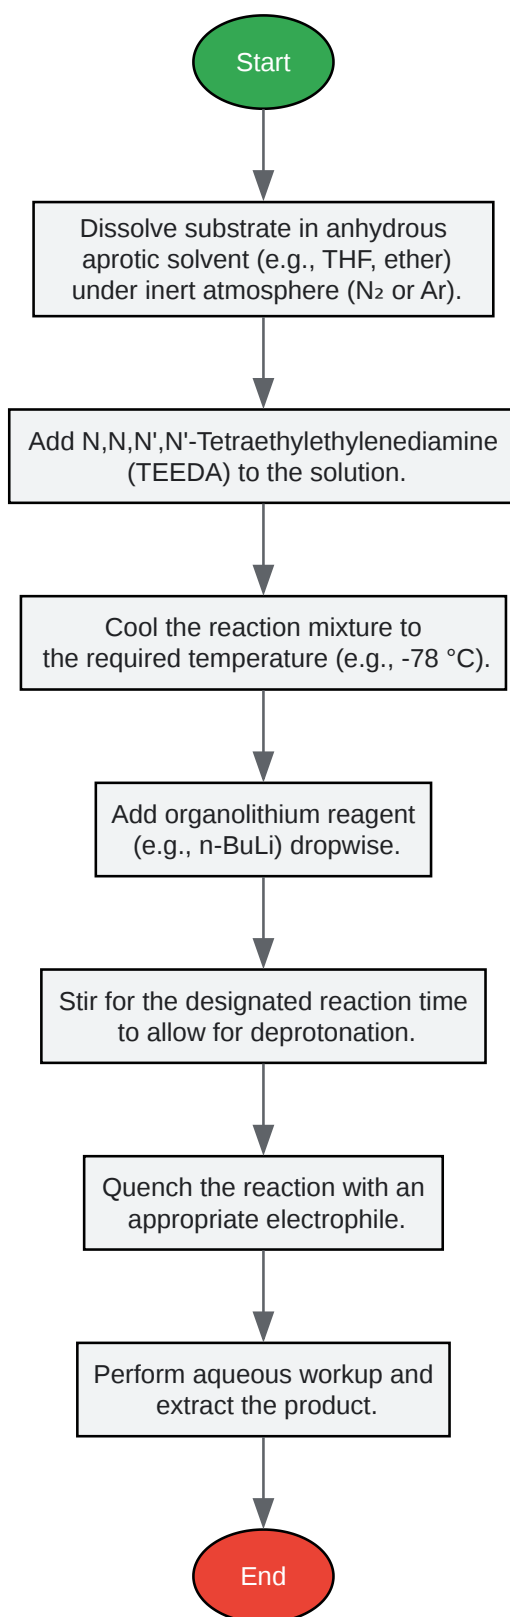 Start
Dissolve substrate in anhydrous
aprotic solvent (e.g., THF, ether)
under inert atmosphere (N₂ or Ar).
Add N,N,N',N'-Tetraethylethylenediamine
(TEEDA) to the solution.
Cool the reaction mixture to
the required temperature (e.g., -78 °C).
Add organolithium reagent
(e.g., n-BuLi) dropwise.
Stir for the designated reaction time
to allow for deprotonation.
Quench the reaction with an
appropriate electrophile.
Perform aqueous workup and
extract the product.
End